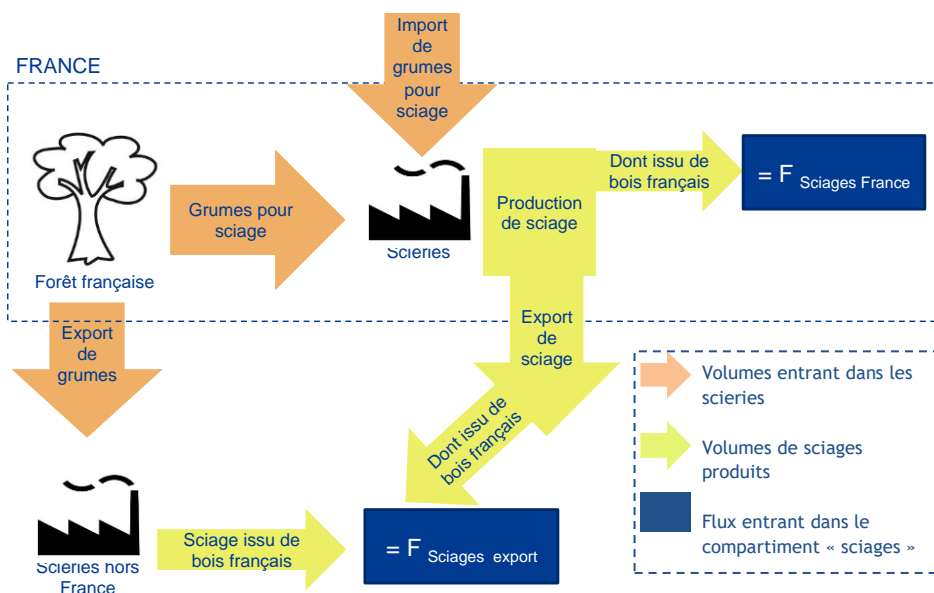 Import
de
grumes
pour
sciage
FRANCE
Forêt française
Grumes pour
sciage
Scieries
Production
de sciage
Dont issu de
bois français
= F Sciages France
Export
de
grumes
Export
de
sciage
Dont issu de
bois français
Scieries hors
France
Sciage issu de
bois français
= F Sciages export
Volumes entrant dans les
scieries
Volumes de sciages
produits
Flux entrant dans le
compartiment « sciages »